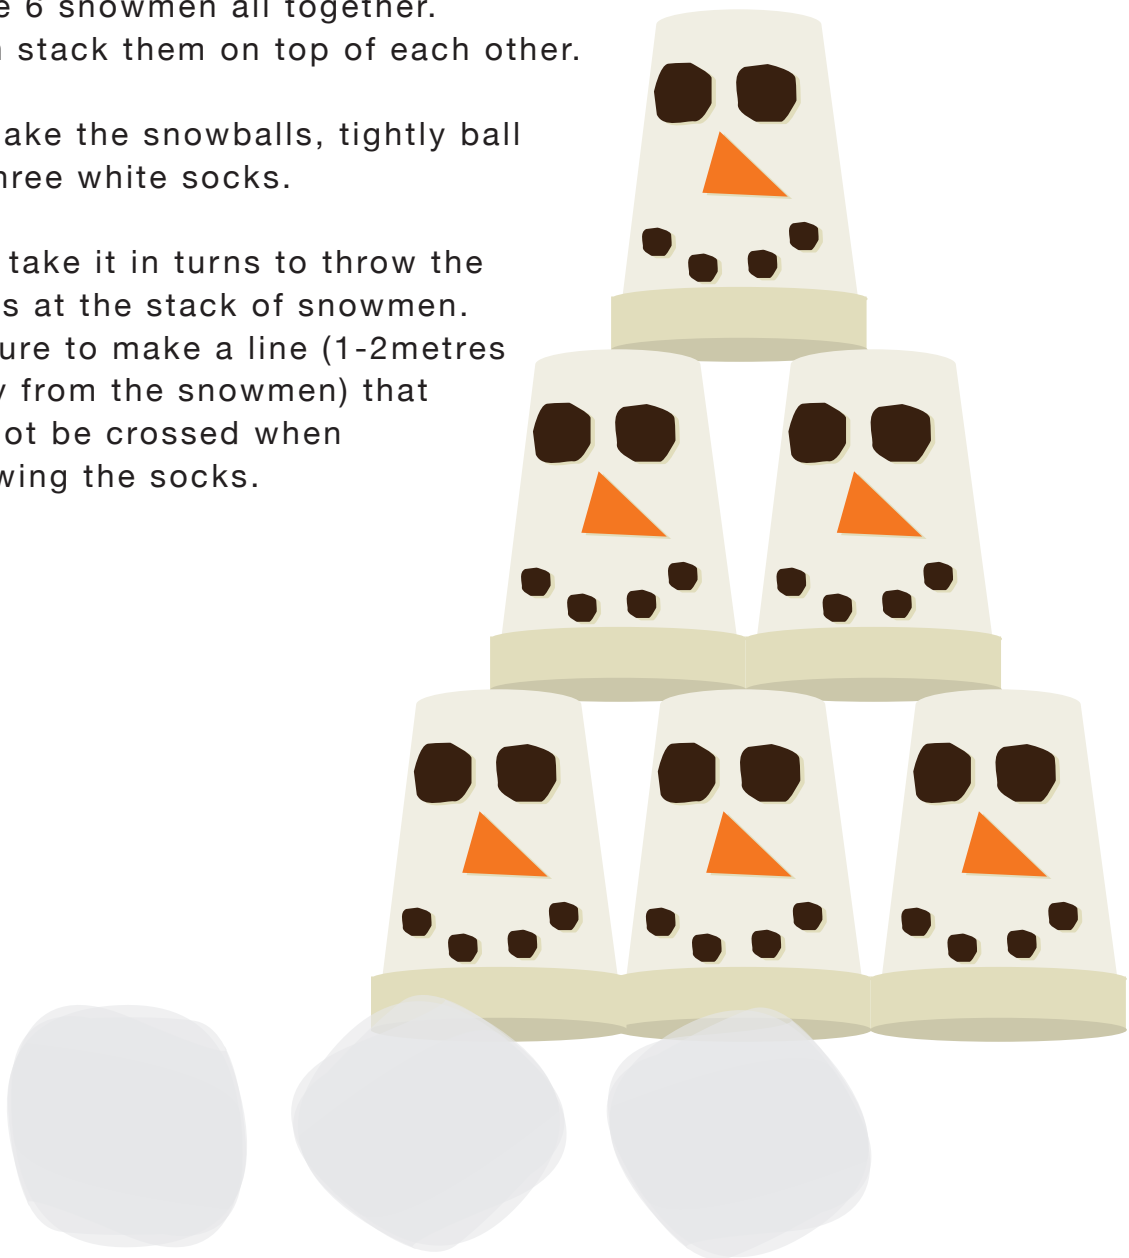 e 6 snowmen all together.
n stack them on top of each other.
ake the snowballs, tightly ball
hree white socks.
take it in turns to throw the
s at the stack of snowmen.
ure to make a line (1-2metres
y from the snowmen) that
ot be crossed when
wing the socks.